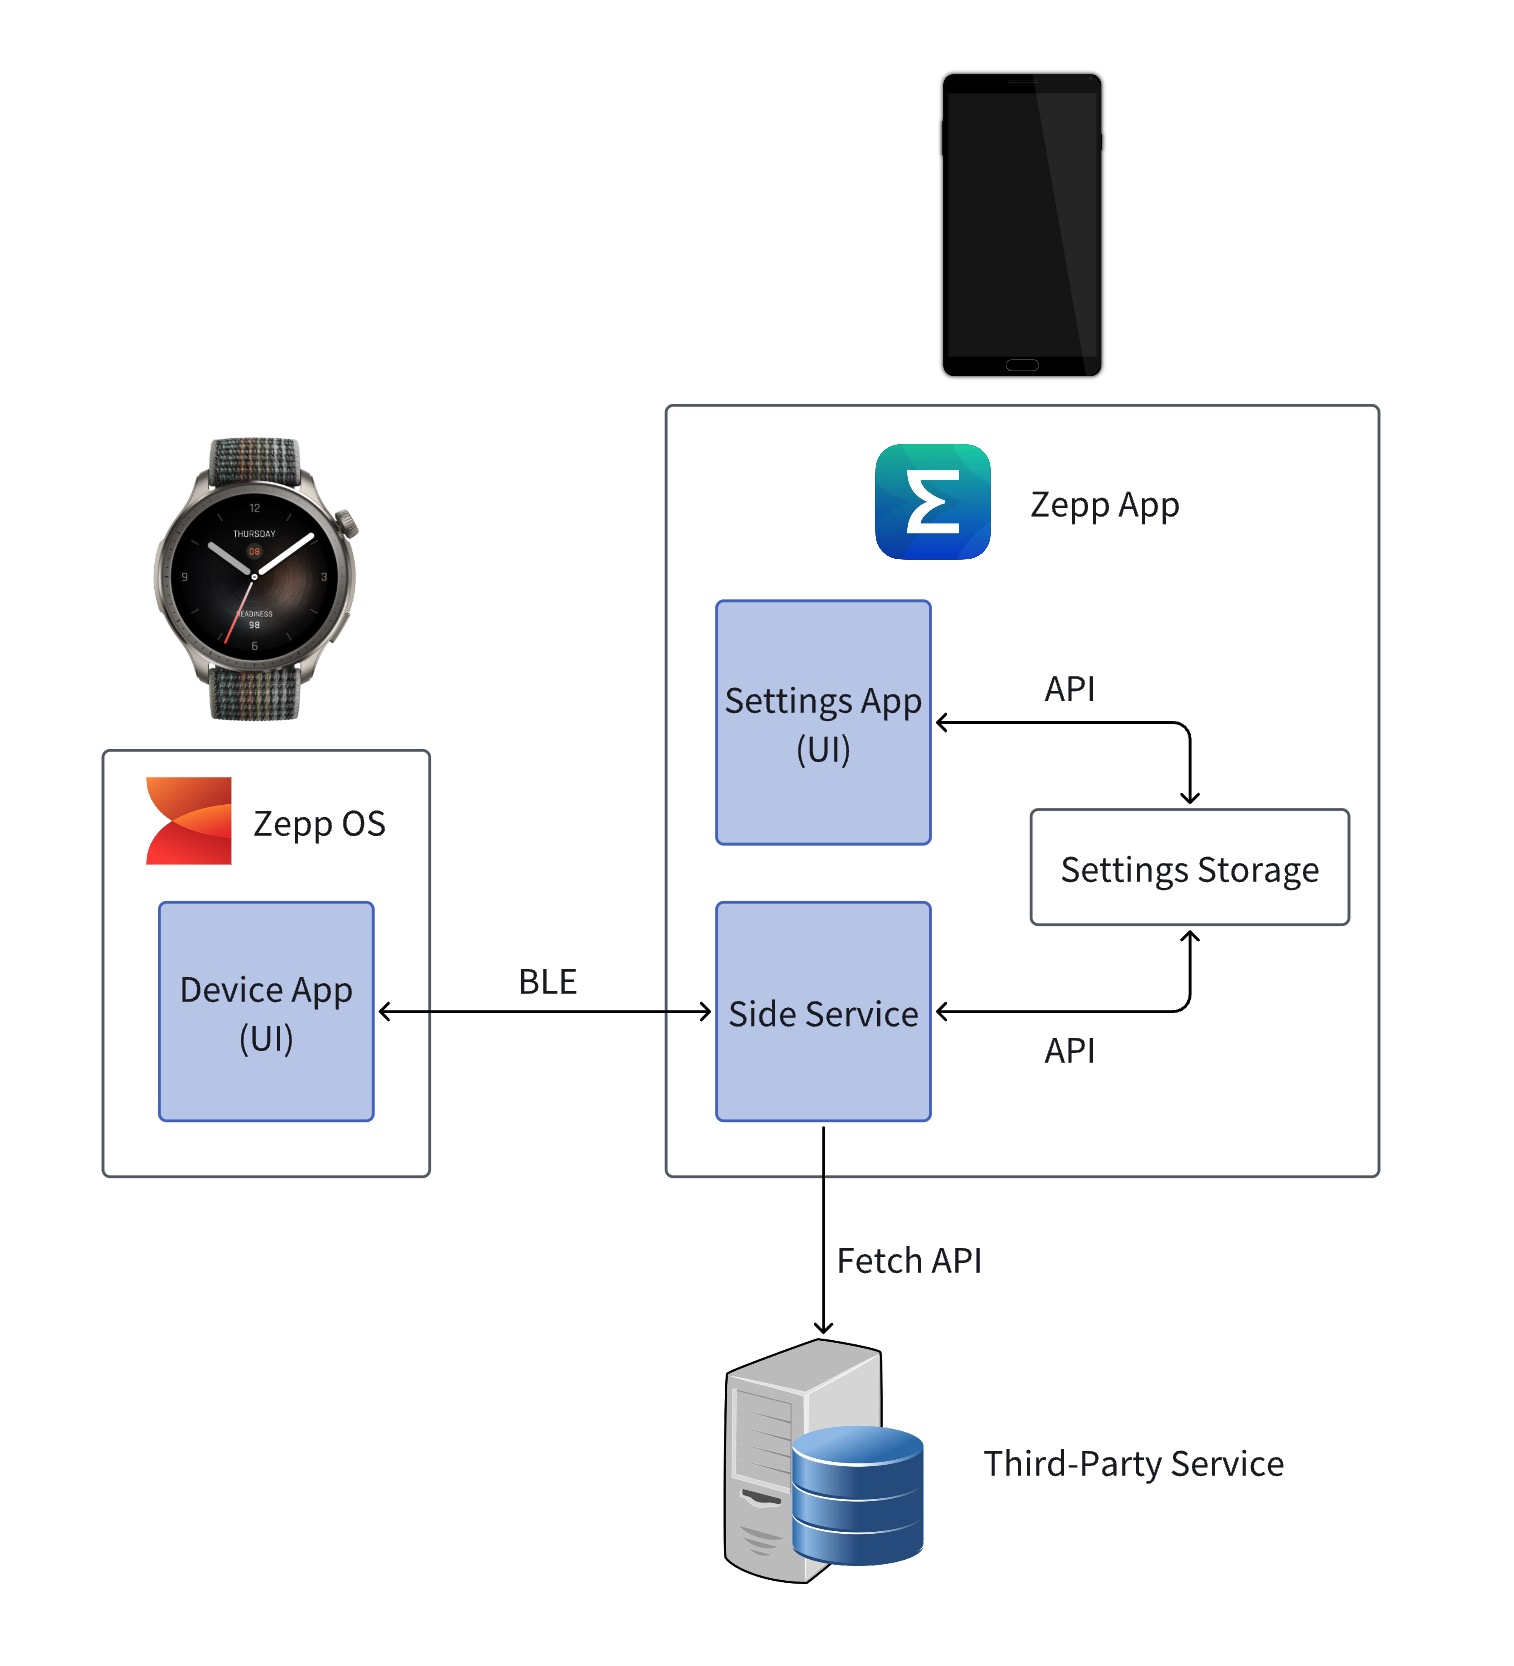 Zepp App
12
THURSDAY
08
9
3
READINESS
98
6
Settings App
(UI)
API
Zepp OS
Settings Storage
Device App
(UI)
BLE
Side Service
API
Fetch API
Third-Party Service